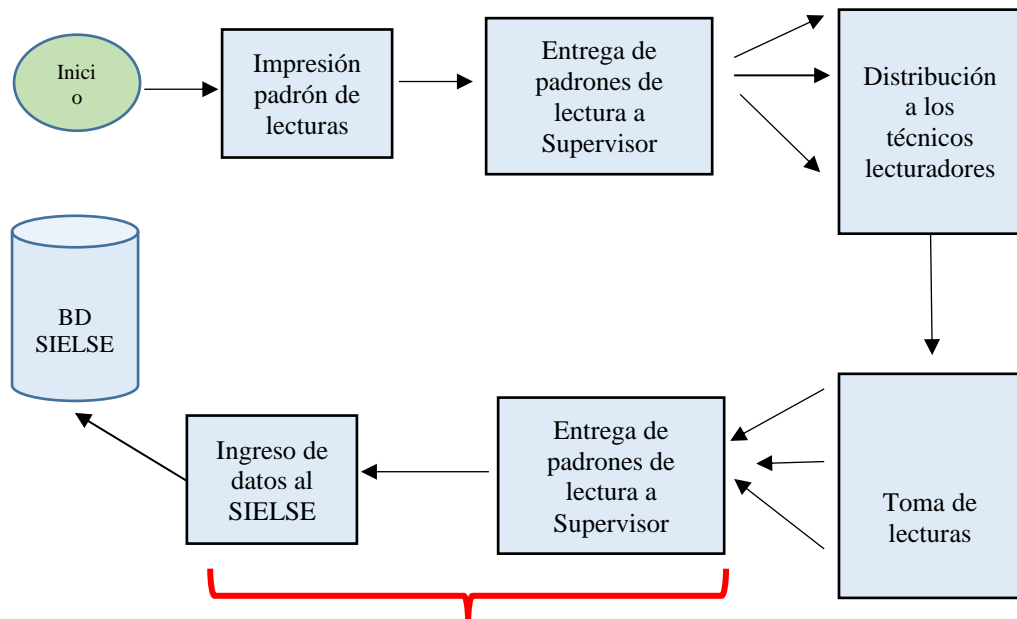 Inici
o
Impresión
padrón de
lecturas
Entrega de
padrones de
lectura a
Supervisor
Distribución
a los
técnicos
lecturadores
Toma de
lecturas
Entrega de
padrones de
lectura a
Supervisor
Ingreso de
datos al
SIELSE
BD
SIELSE